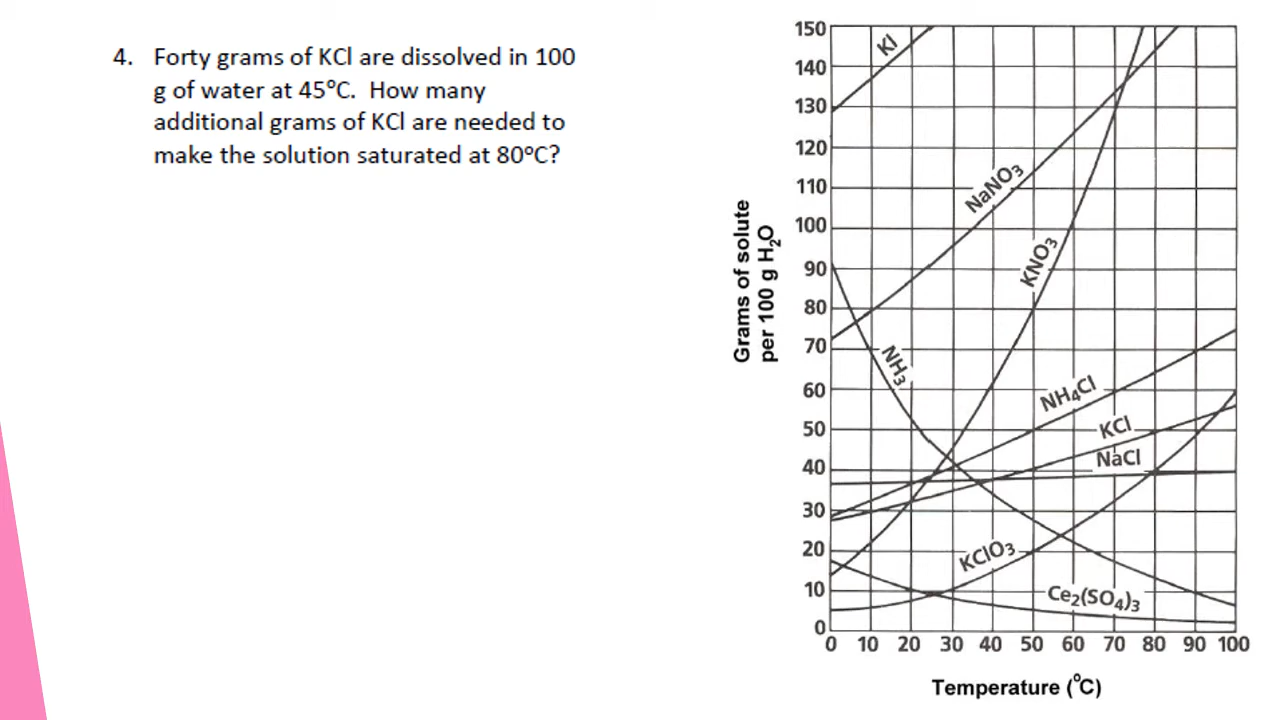 4. Forty grams of KCl are dissolved in 100
g of water at 45°C. How many
additional grams of KCl are needed to
make the solution saturated at 80°C?
Grams of solute
per 100 g H₂O
150
140
130
120
110
100
90
80
70
60
50
40
30
20
10
0
KI
NaNO₃
KNO₃
NH₃
NH₄Cl
KCl
NaCl
KClO₃
Ce₂(SO₄)₃
0 10 20 30 40 50 60 70 80 90 100
Temperature (°C)